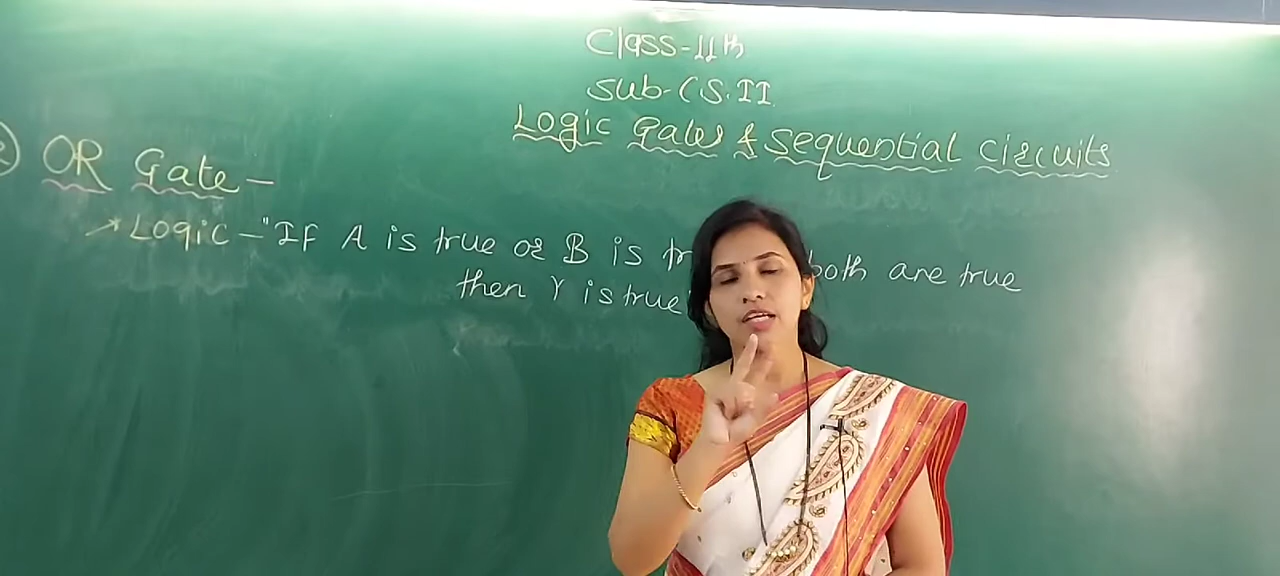 Class-11th
Sub-CS.II
Logic Gates & Sequential Circuits
OR Gate-
* Logic - "IF A is true or B is both are true
then Y is true